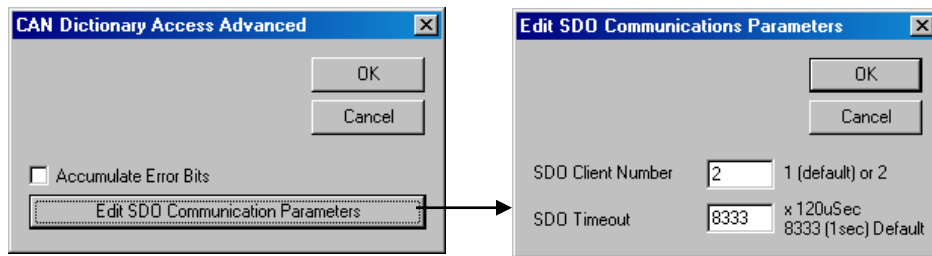 CAN Dictionary Access Advanced
OK
Cancel
Accumulate Error Bits
Edit SDO Communication Parameters
Edit SDO Communications Parameters
OK
Cancel
SDO Client Number 2 1 (default) or 2
SDO Timeout 8333 x 120uSec
8333 (1sec) Default